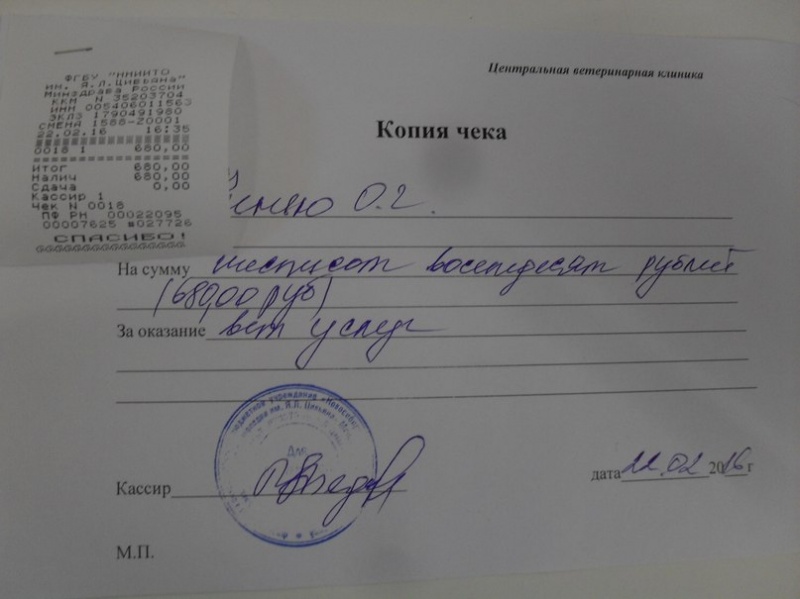 ФГБУ "ННИИТО
им. Я.Л.Цивьяна"
Минздрава России
ККМ N 35203704
ИНН 005406011563
ЭКЛЗ 1790491980
СМЕНА 1588-Z0001
22.02.16 16:35
0018 1 680,00
Итог 680,00
Налич 680,00
Сдача 0,00
Кассир 1
Чек N 0018
ПФ РН 00022095
00007625 #027726
СПАСИБО!
Центральная ветеринарная клиника
Копия чека
О.г.
На сумму шестьсот восемьдесят рублей
(680,00 руб)
За оказание вет услуг
Кассир
дата 22.02 2016 г
М.П.